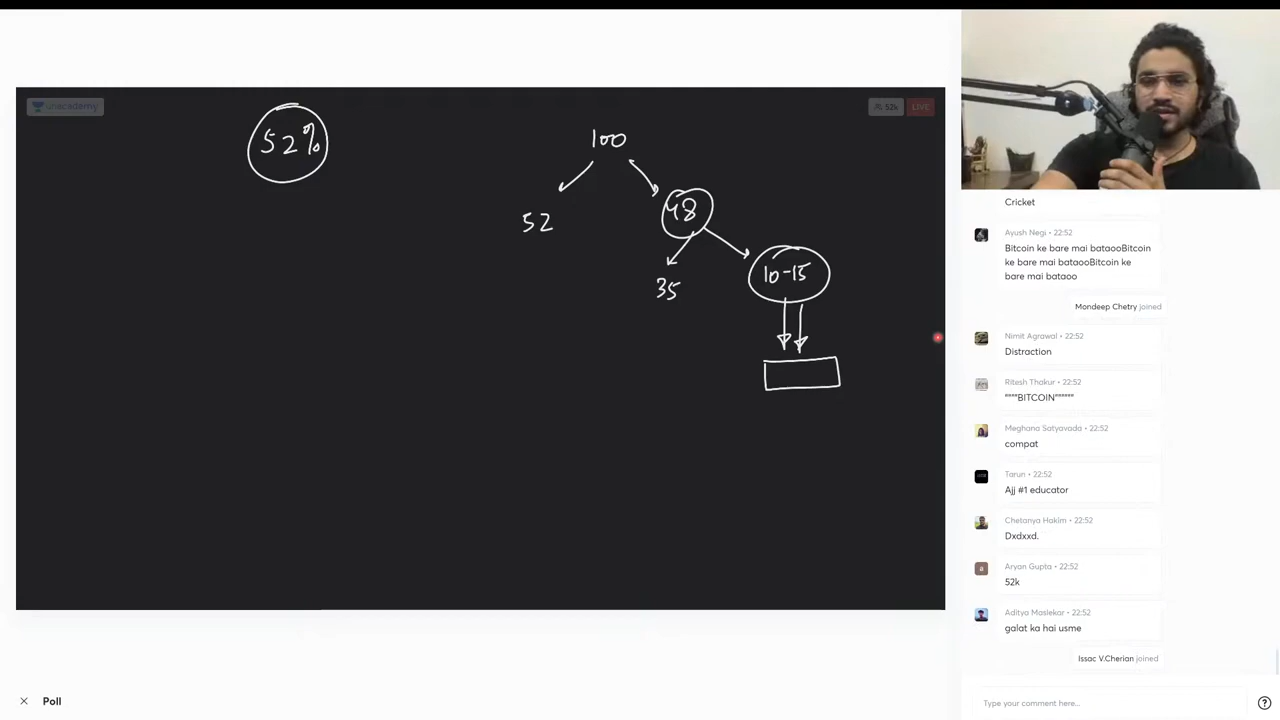 unacademy
52k
LIVE
52%
100
52
48
35
10-15
Cricket
Ayush Negi • 22:52
Bitcoin ke bare mai bataooBitcoin
ke bare mai bataooBitcoin ke
bare mai bataoo
Mondeep Chetry joined
Nimit Agrawal • 22:52
Distraction
Ritesh Thakur • 22:52
""""BITCOIN""""""
Meghana Satyavada • 22:52
compat
Tarun • 22:52
Ajj #1 educator
Chetanya Hakim • 22:52
Dxdxxd.
Aryan Gupta • 22:52
a
52k
Aditya Maslekar • 22:52
galat ka hai usme
Issac V.Cherian joined
Poll
Type your comment here...